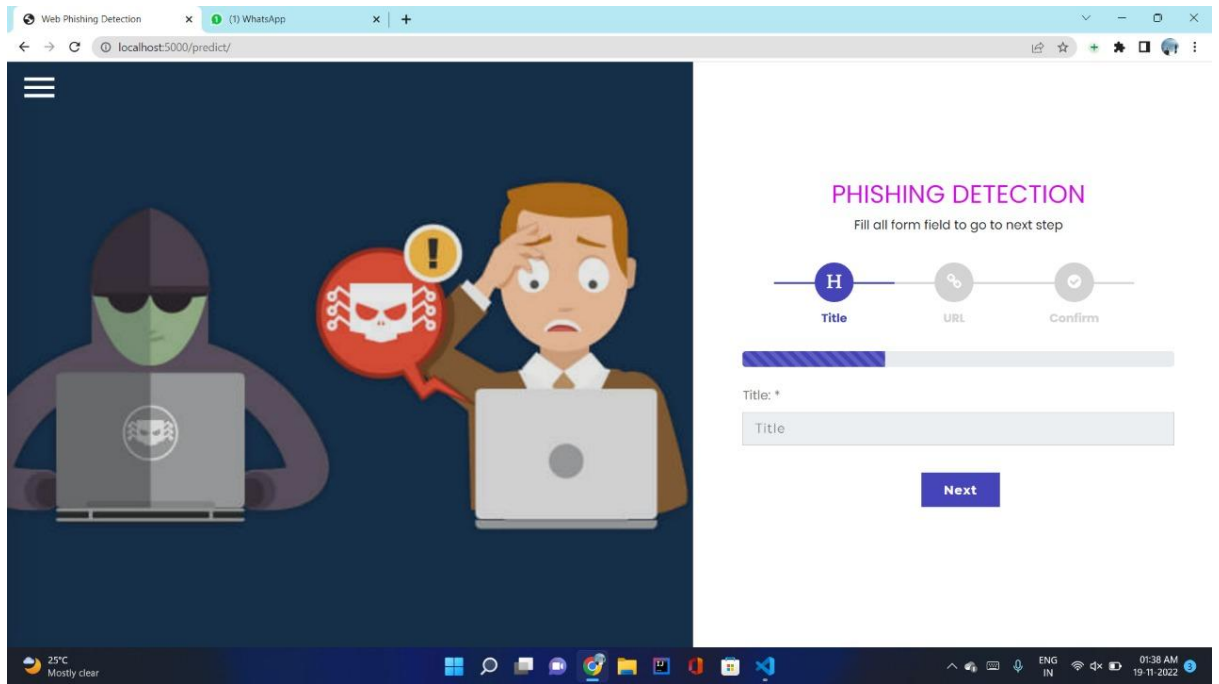 Web Phishing Detection
(1) WhatsApp
localhost:5000/predict/
PHISHING DETECTION
Fill all form field to go to next step
H
Title
URL
Confirm
Title: *
Title
Next
25°C
Mostly clear
ENG
IN
01:38 AM
19-11-2022
3